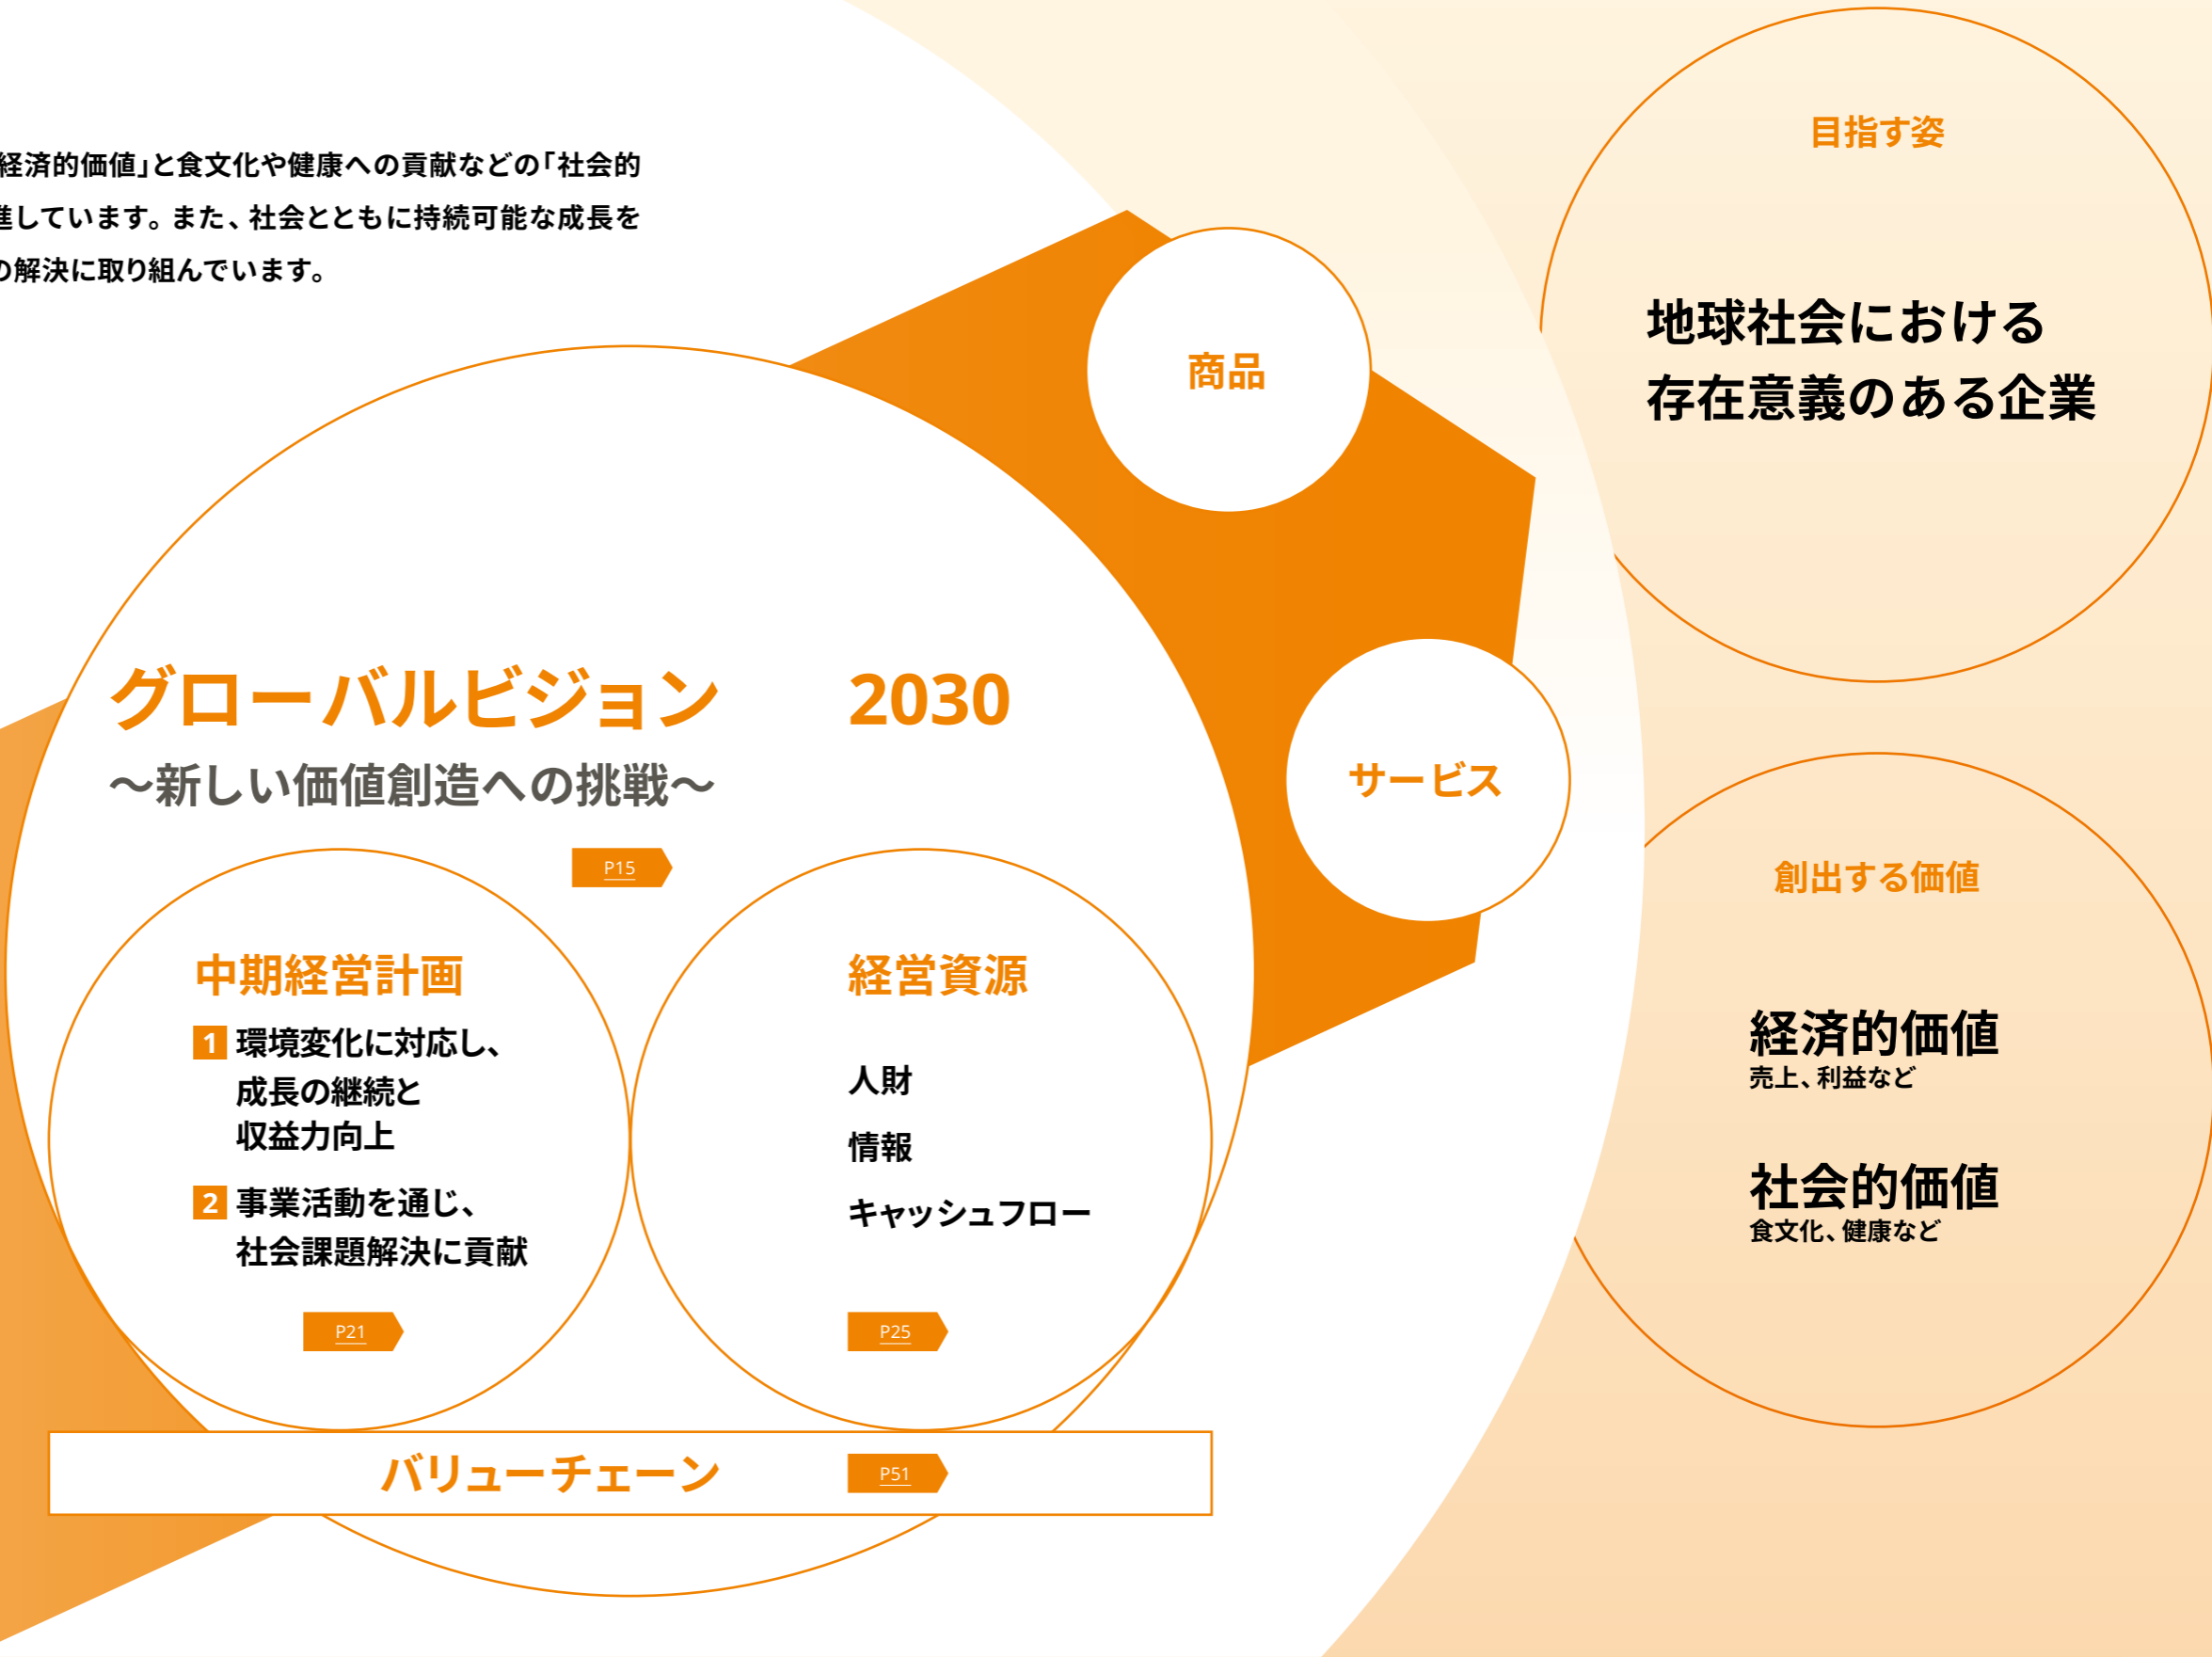 経済的価値」と食文化や健康への貢献などの「社会的
進しています。また、社会とともに持続可能な成長を
の解決に取り組んでいます。
目指す姿
地球社会における
存在意義のある企業
商品
サービス
グローバルビジョン 2030
～新しい価値創造への挑戦～
P15
中期経営計画
1 環境変化に対応し、
成長の継続と
収益力向上
2 事業活動を通じ、
社会課題解決に貢献
P21
経営資源
人財
情報
キャッシュフロー
P25
バリューチェーン P51
創出する価値
経済的価値
売上、利益など
社会的価値
食文化、健康など